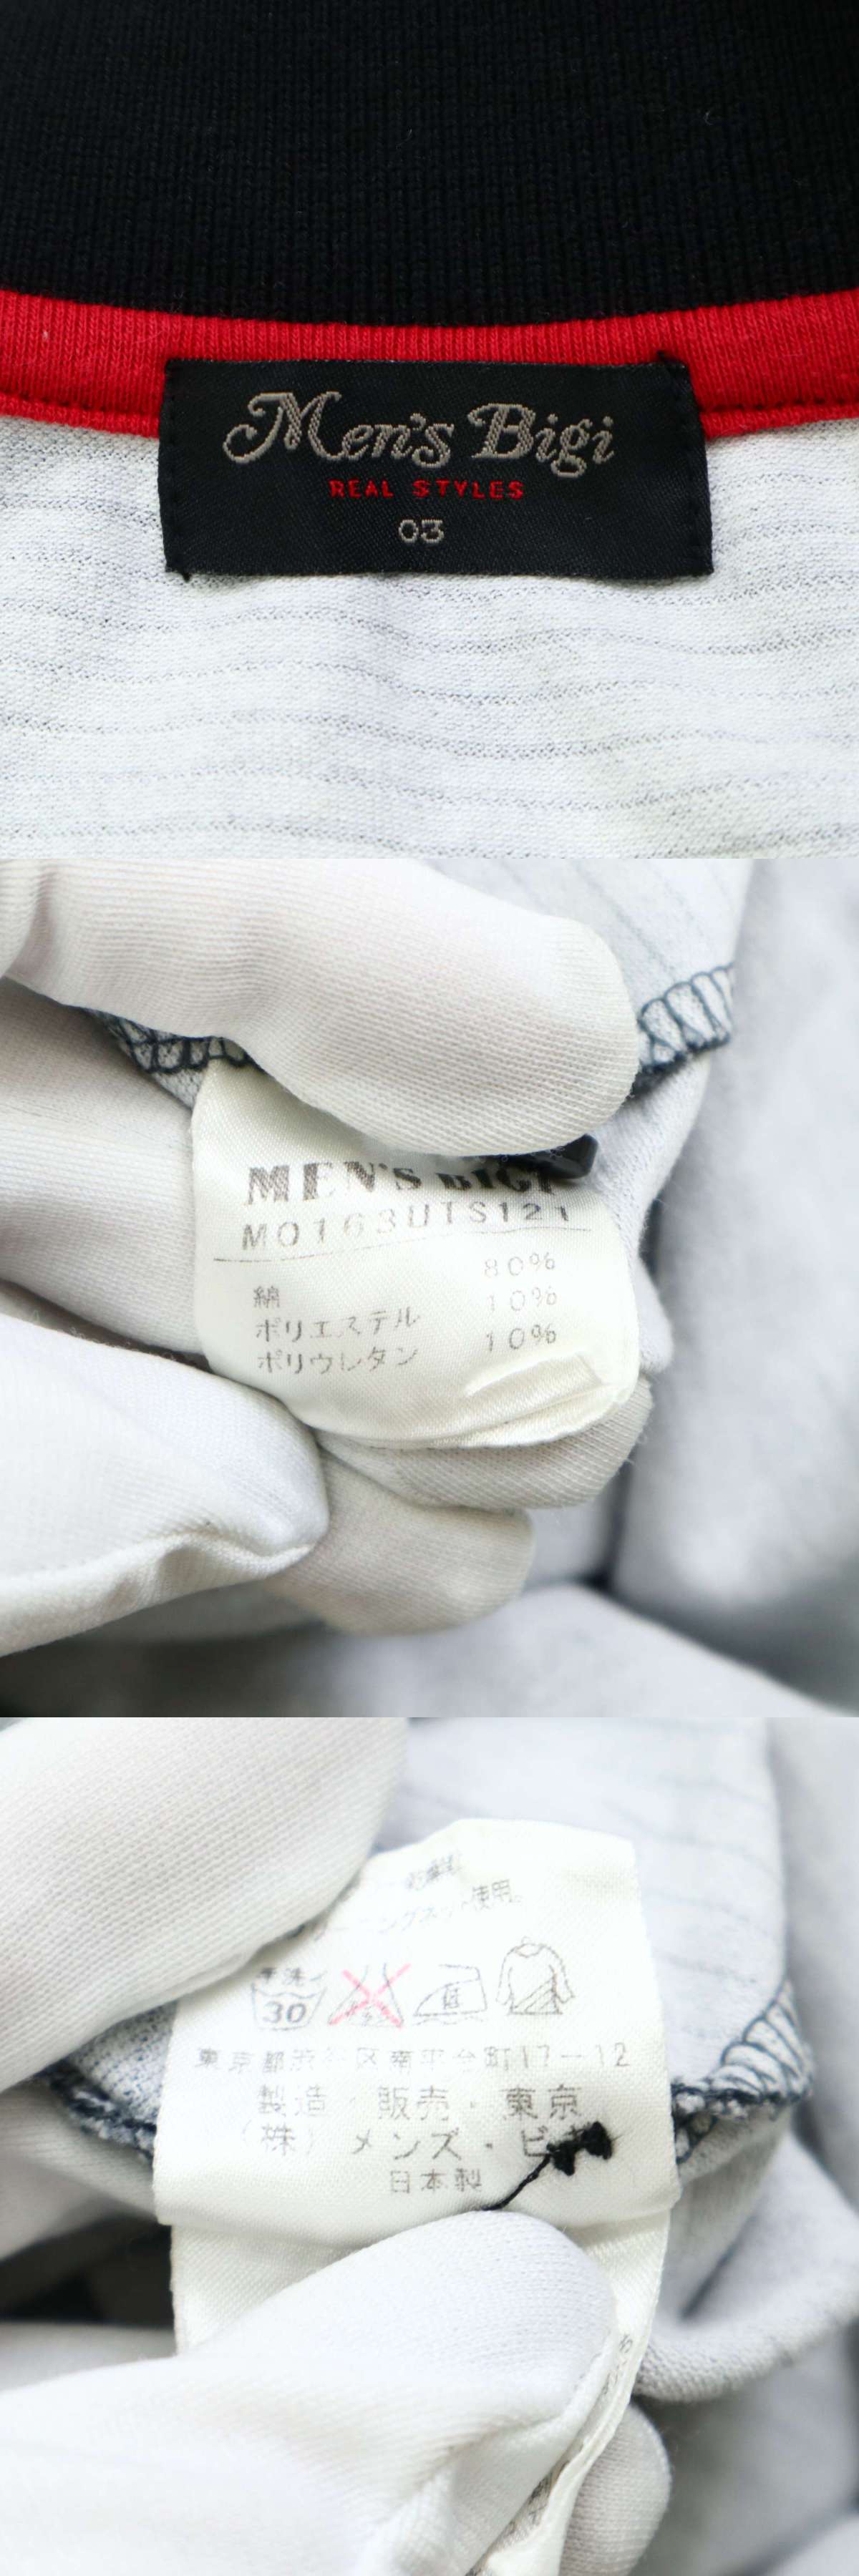 Men's Bigi
REAL STYLES
03
MEN'S BIGI
M0163UTS121
80%
綿 10%
ポリエステル 10%
ポリウレタン
使用。
手洗イ
30
東京都渋谷区南平台町17-12
製造・販売・東京
(株)メンズ・ビギ
日本製